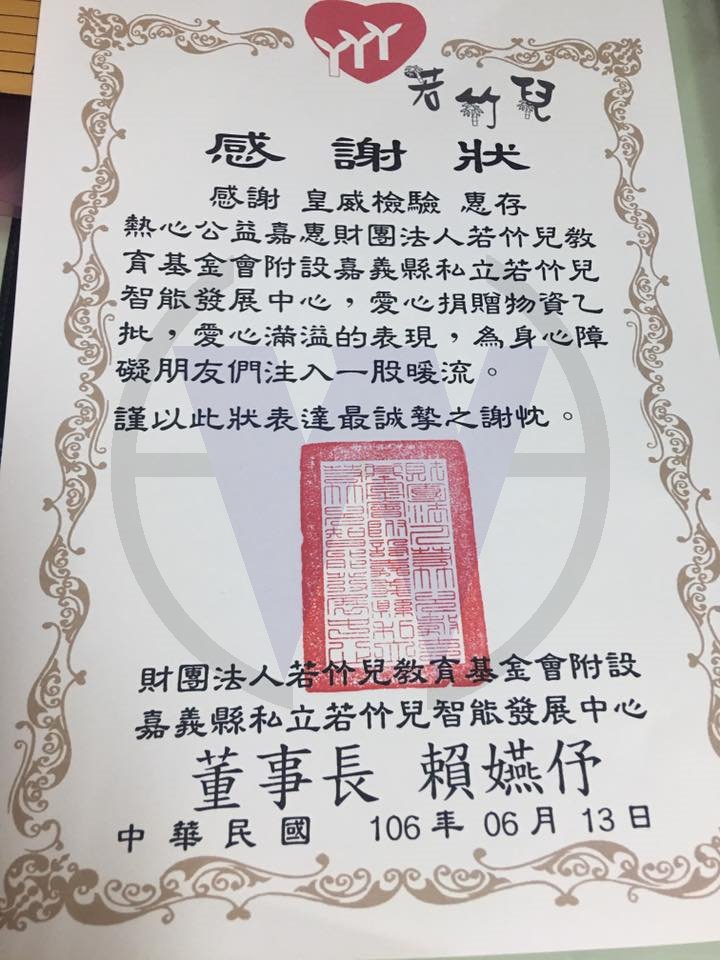 若竹兒
感謝狀
感謝 皇威檢驗 惠存
熱心公益嘉惠財團法人若竹兒教
育基金會附設嘉義縣私立若竹兒
智能發展中心，愛心捐贈物資乙
批，愛心滿溢的表現，為身心障
礙朋友們注入一股暖流。
謹以此狀表達最誠摯之謝忱。
財團法人若竹兒教育基金會附設
嘉義縣私立若竹兒智能發展中心
董事長 賴嬿伃
中華民國 106年 06月 13日